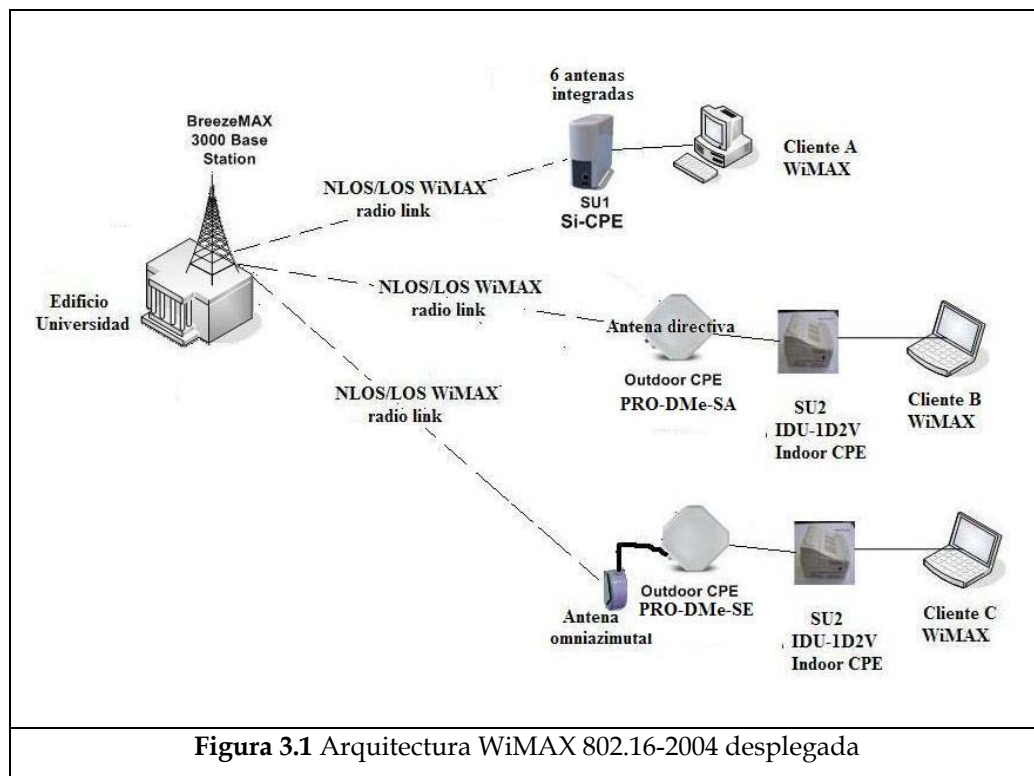 6 antenas
integradas
BreezeMAX
3000 Base
Station
Cliente A
WiMAX
NLOS/LOS WiMAX
radio link
SU1
Si-CPE
Edificio
Universidad
NLOS/LOS WiMAX
radio link
Antena directiva
Outdoor CPE
PRO-DMe-SA
SU2
IDU-1D2V
Indoor CPE
Cliente B
WiMAX
NLOS/LOS WiMAX
radio link
Antena
omniazimutal
Outdoor CPE
PRO-DMe-SE
SU2
IDU-1D2V
Indoor CPE
Cliente C
WiMAX
Figura 3.1 Arquitectura WiMAX 802.16-2004 desplegada